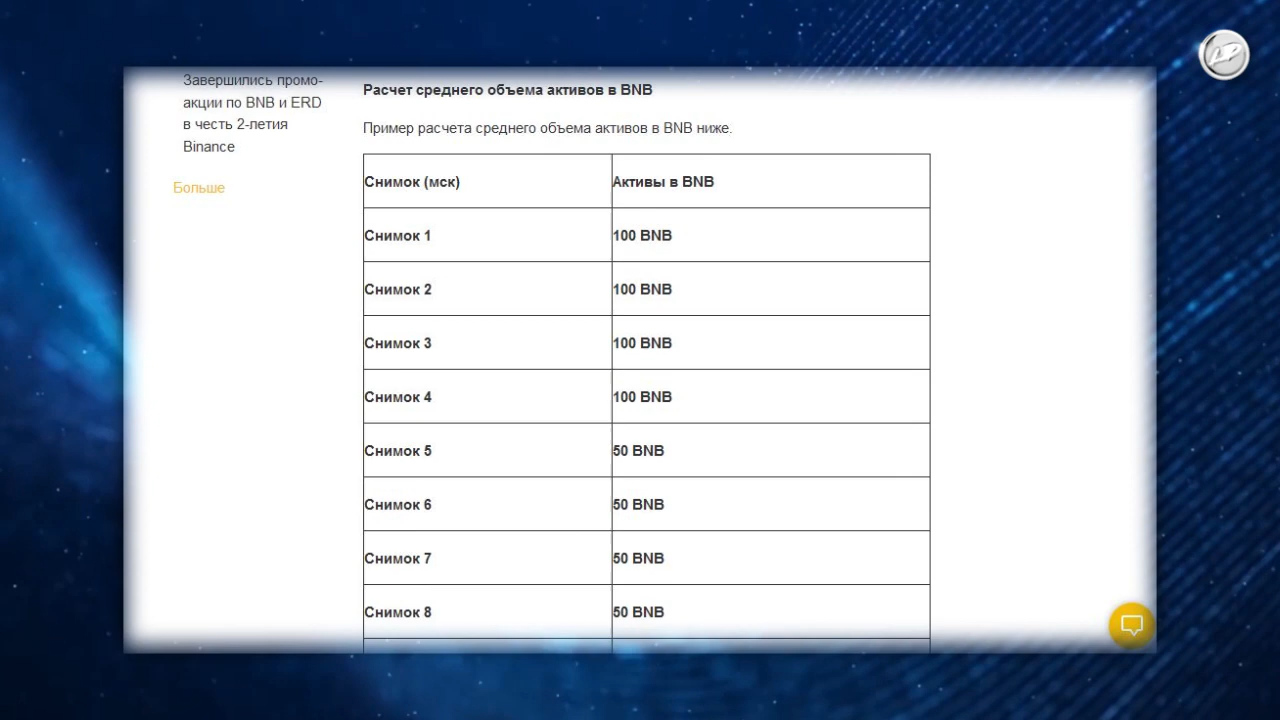 Завершились промо-
акции по BNB и ERD
в честь 2-летия
Binance
Больше
Расчет среднего объема активов в BNB
Пример расчета среднего объема активов в BNB ниже.
Снимок (мск) Активы в BNB
Снимок 1 100 BNB
Снимок 2 100 BNB
Снимок 3 100 BNB
Снимок 4 100 BNB
Снимок 5 50 BNB
Снимок 6 50 BNB
Снимок 7 50 BNB
Снимок 8 50 BNB